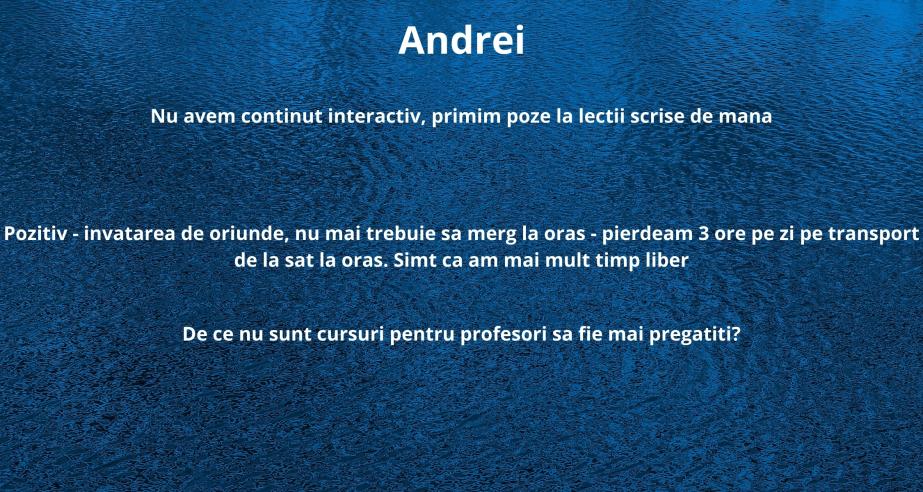 Andrei
Nu avem continut interactiv, primim poze la lectii scrise de mana
Pozitiv - invatarea de oriunde, nu mai trebuie sa merg la oras - pierdeam 3 ore pe zi pe transport
de la sat la oras. Simt ca am mai mult timp liber
De ce nu sunt cursuri pentru profesori sa fie mai pregatiti?